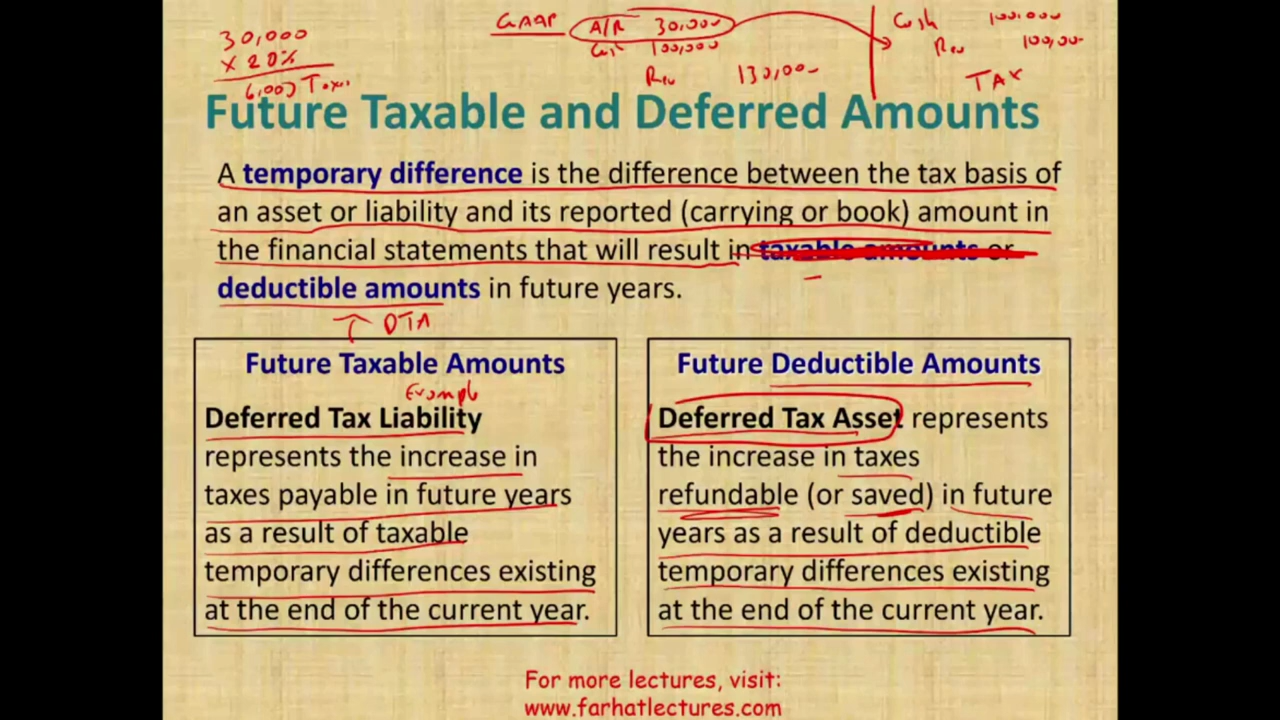 30,000
X 20%
6,000 Taxes
GAAP A/R 30,000
Cash 100,000
Rev 130,000
Cash 100,000
Rev 100,00
TAX
Future Taxable and Deferred Amounts
A temporary difference is the difference between the tax basis of
an asset or liability and its reported (carrying or book) amount in
the financial statements that will result in taxable amounts or
deductible amounts in future years.
DTA
Future Taxable Amounts
Example
Deferred Tax Liability
represents the increase in
taxes payable in future years
as a result of taxable
temporary differences existing
at the end of the current year.
Future Deductible Amounts
Deferred Tax Asset represents
the increase in taxes
refundable (or saved) in future
years as a result of deductible
temporary differences existing
at the end of the current year.
For more lectures, visit:
www.farhatlectures.com